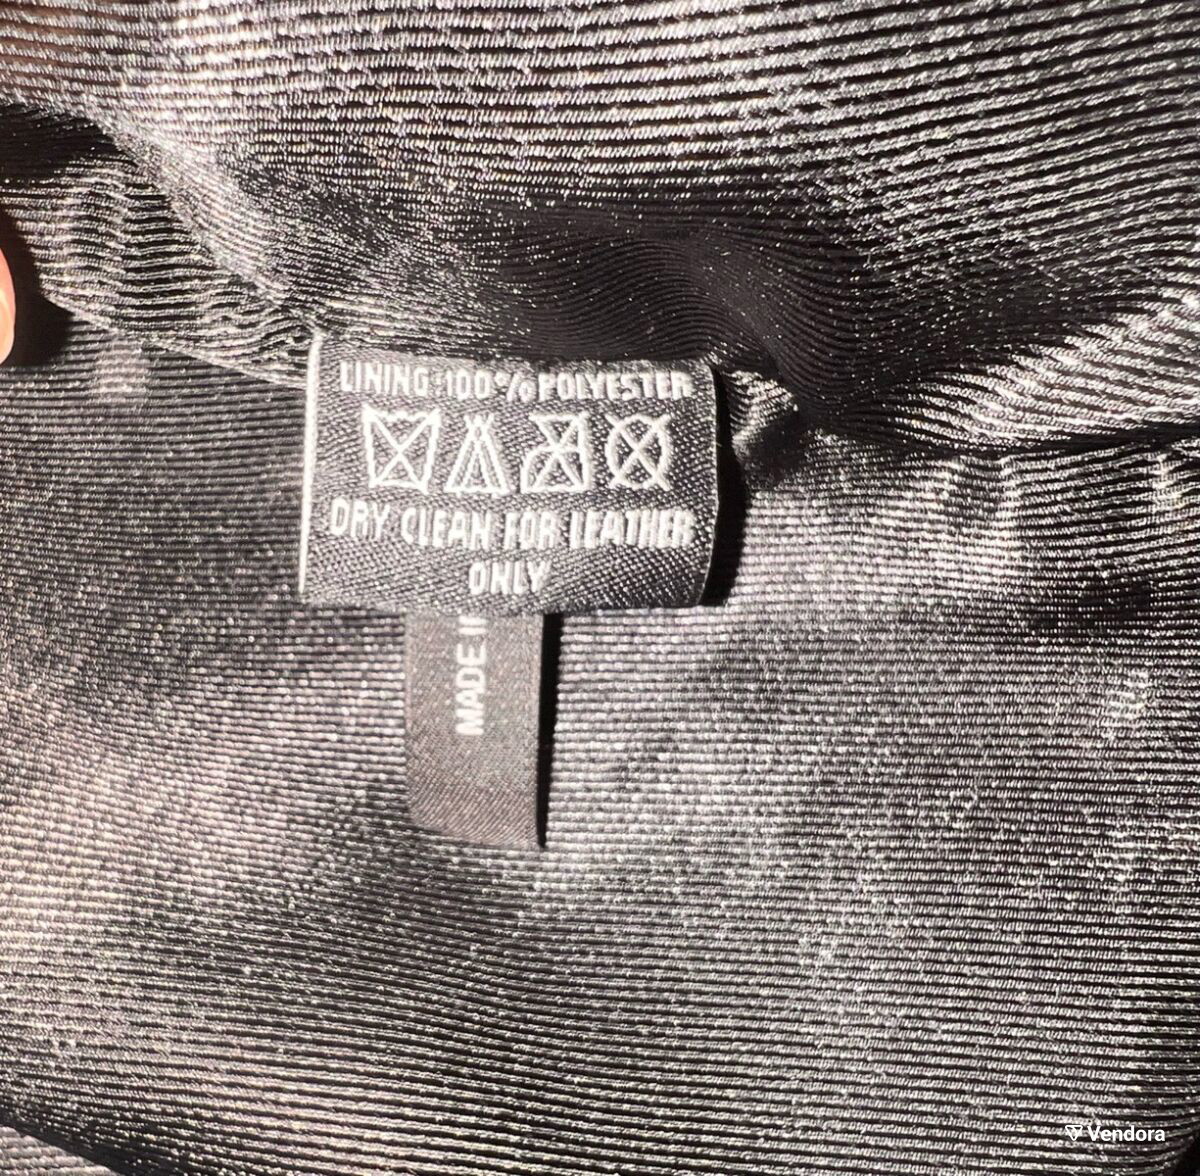 LINING:100%POLYESTER
DRY CLEAN FOR LEATHER
ONLY
MADE
Vendora